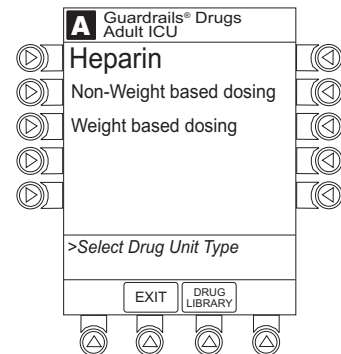 A
Guardrails® Drugs
Adult ICU
Heparin
Non-Weight based dosing
Weight based dosing
>Select Drug Unit Type
EXIT
DRUG
LIBRARY